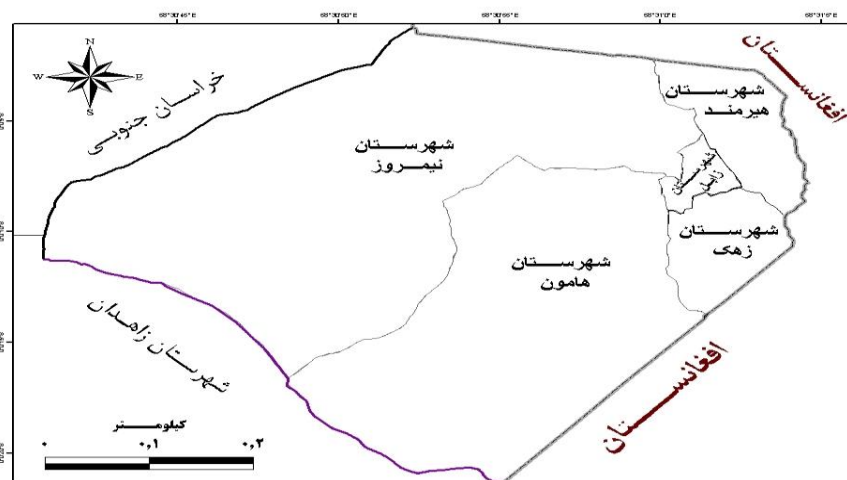 N
W
E
S
خراسان جنوبی
افغانستان
شهرستان
هیرمند
شهرستان
نیمروز
شهرستان
زابل
شهرستان
زهک
شهرستان
هامون
شهرستان زاهدان
افغانستان
کیلومتر
۰ ۰,۱ ۰,۲